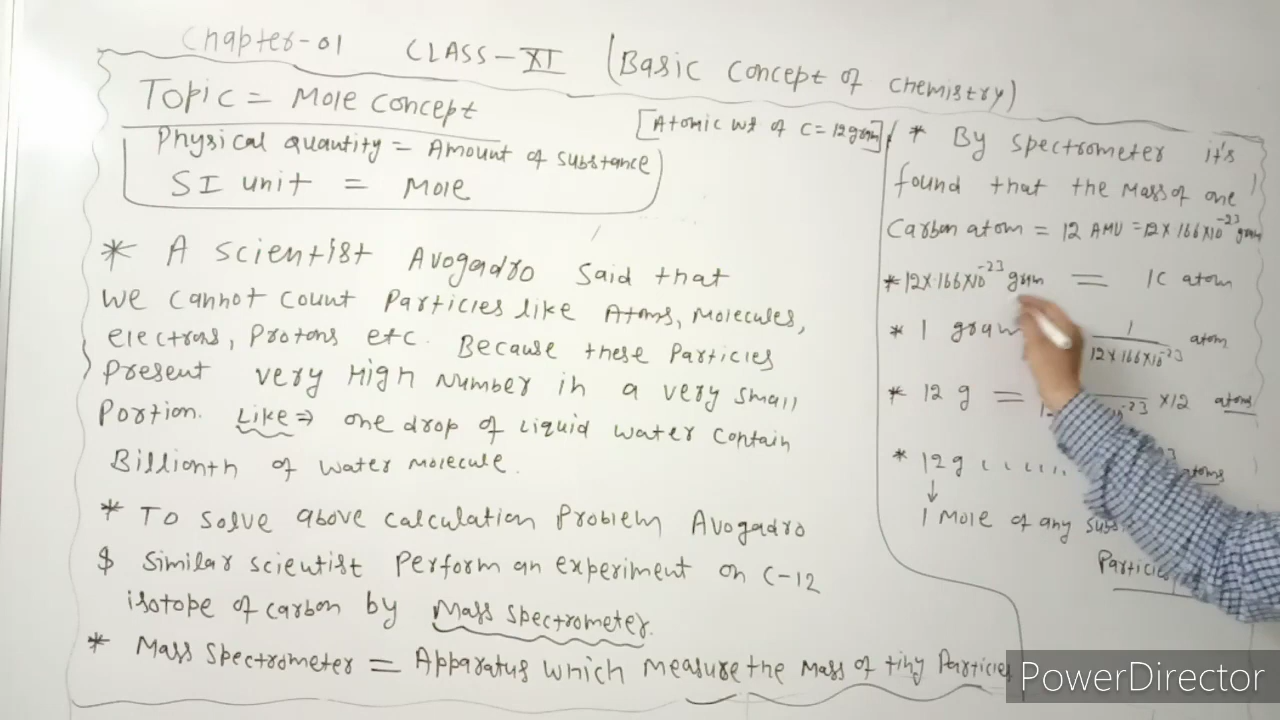 Chapter-01 CLASS-XI (Basic Concept of Chemistry)
Topic = Mole Concept
Physical quantity = Amount of substance
SI unit = Mole
[Atomic wt of C = 12 gram]
* A scientist Avogadro said that
we cannot count Particles like Atoms, Molecules,
electrons, Protons etc. Because these Particles
Present very High Number in a very small
Portion. Like ⇒ one drop of Liquid water contain
Billionth of water Molecule.
* To solve above calculation Problem, Avogadro
$ Similar scientist Perform an experiment on C-12
isotope of carbon by Mass spectrometer.
* Mass spectrometer = Apparatus which measure the Mass of tiny Particles
* By spectrometer it's
found that the Mass of one
Carbon atom = 12 AMU = 12 × 1.66 × 10⁻²³ gram
* 12 × 1.66 × 10⁻²³ gram = 1C atom
* 1 gram 1/12 × 1.66 × 10⁻²³ atom
* 12 g = ⁻²³ × 12 atoms
* 12g atoms
↓
1 Mole of any
Particles
PowerDirector